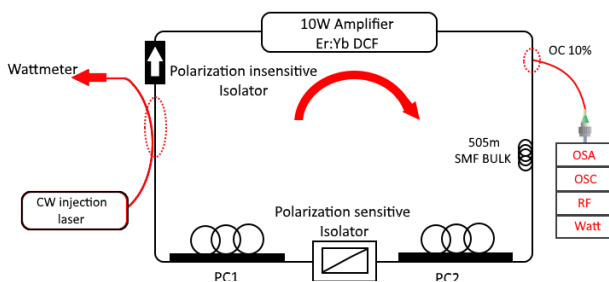 10W Amplifier
Er:Yb DCF
OC 10%
Wattmeter
Polarization insensitive
Isolator
505m
SMF BULK
OSA
OSC
RF
Watt
CW injection
laser
Polarization sensitive
Isolator
PC1
PC2